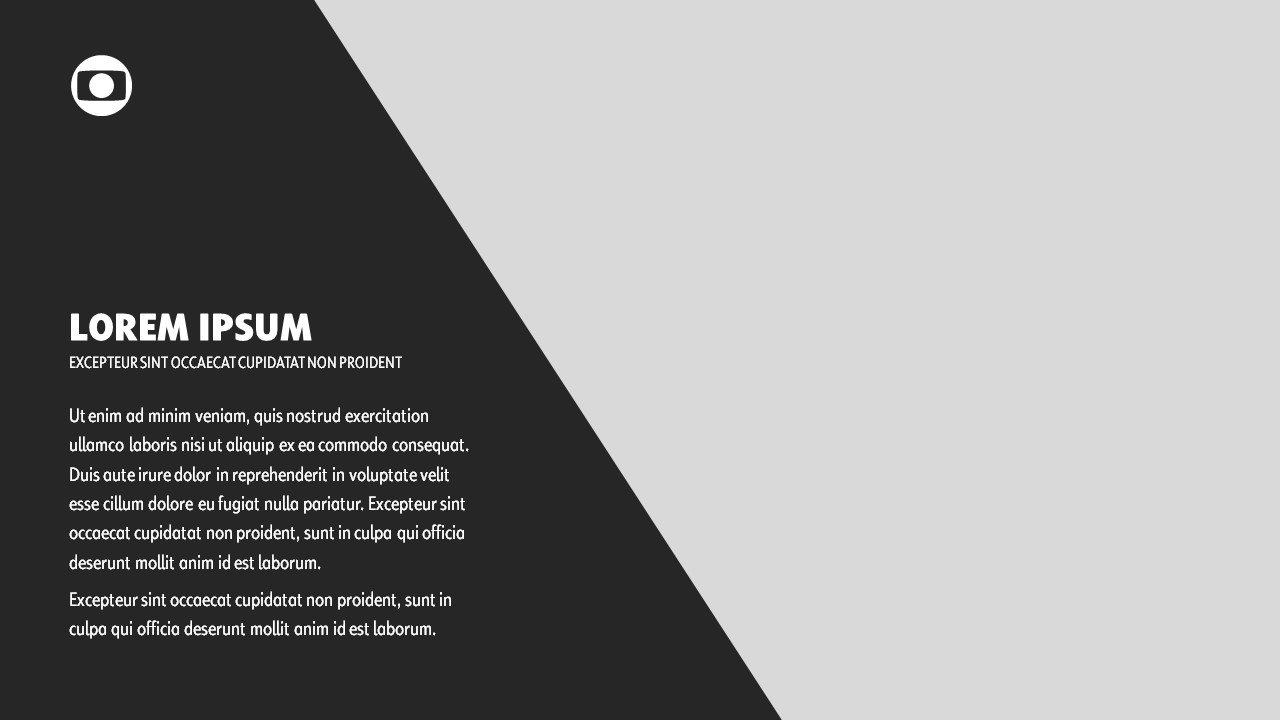 LOREM IPSUM
EXCEPTEUR SINT OCCAECAT CUPIDATAT NON PROIDENT
Ut enim ad minim veniam, quis nostrud exercitation
ullamco laboris nisi ut aliquip ex ea commodo consequat.
Duis aute irure dolor in reprehenderit in voluptate velit
esse cillum dolore eu fugiat nulla pariatur. Excepteur sint
occaecat cupidatat non proident, sunt in culpa qui officia
deserunt mollit anim id est laborum.
Excepteur sint occaecat cupidatat non proident, sunt in
culpa qui officia deserunt mollit anim id est laborum.